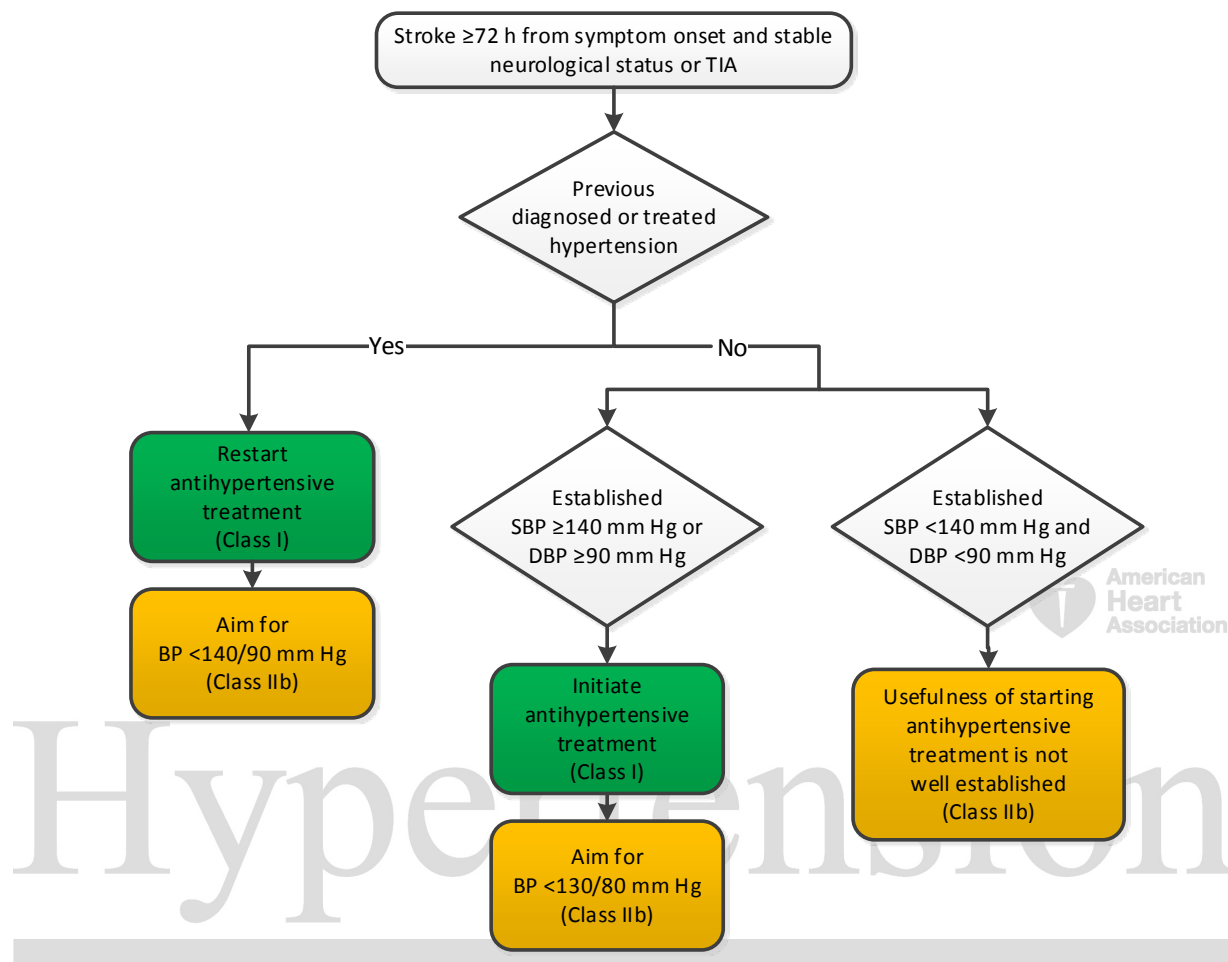 Stroke ≥72 h from symptom onset and stable
neurological status or TIA
Previous
diagnosed or treated
hypertension
Yes
No
Restart
antihypertensive
treatment
(Class I)
Aim for
BP <140/90 mm Hg
(Class IIb)
Established
SBP ≥140 mm Hg or
DBP ≥90 mm Hg
Initiate
antihypertensive
treatment
(Class I)
Aim for
BP <130/80 mm Hg
(Class IIb)
Established
SBP <140 mm Hg and
DBP <90 mm Hg
Usefulness of starting
antihypertensive
treatment is not
well established
(Class IIb)
American
Heart
Association
Hypertension